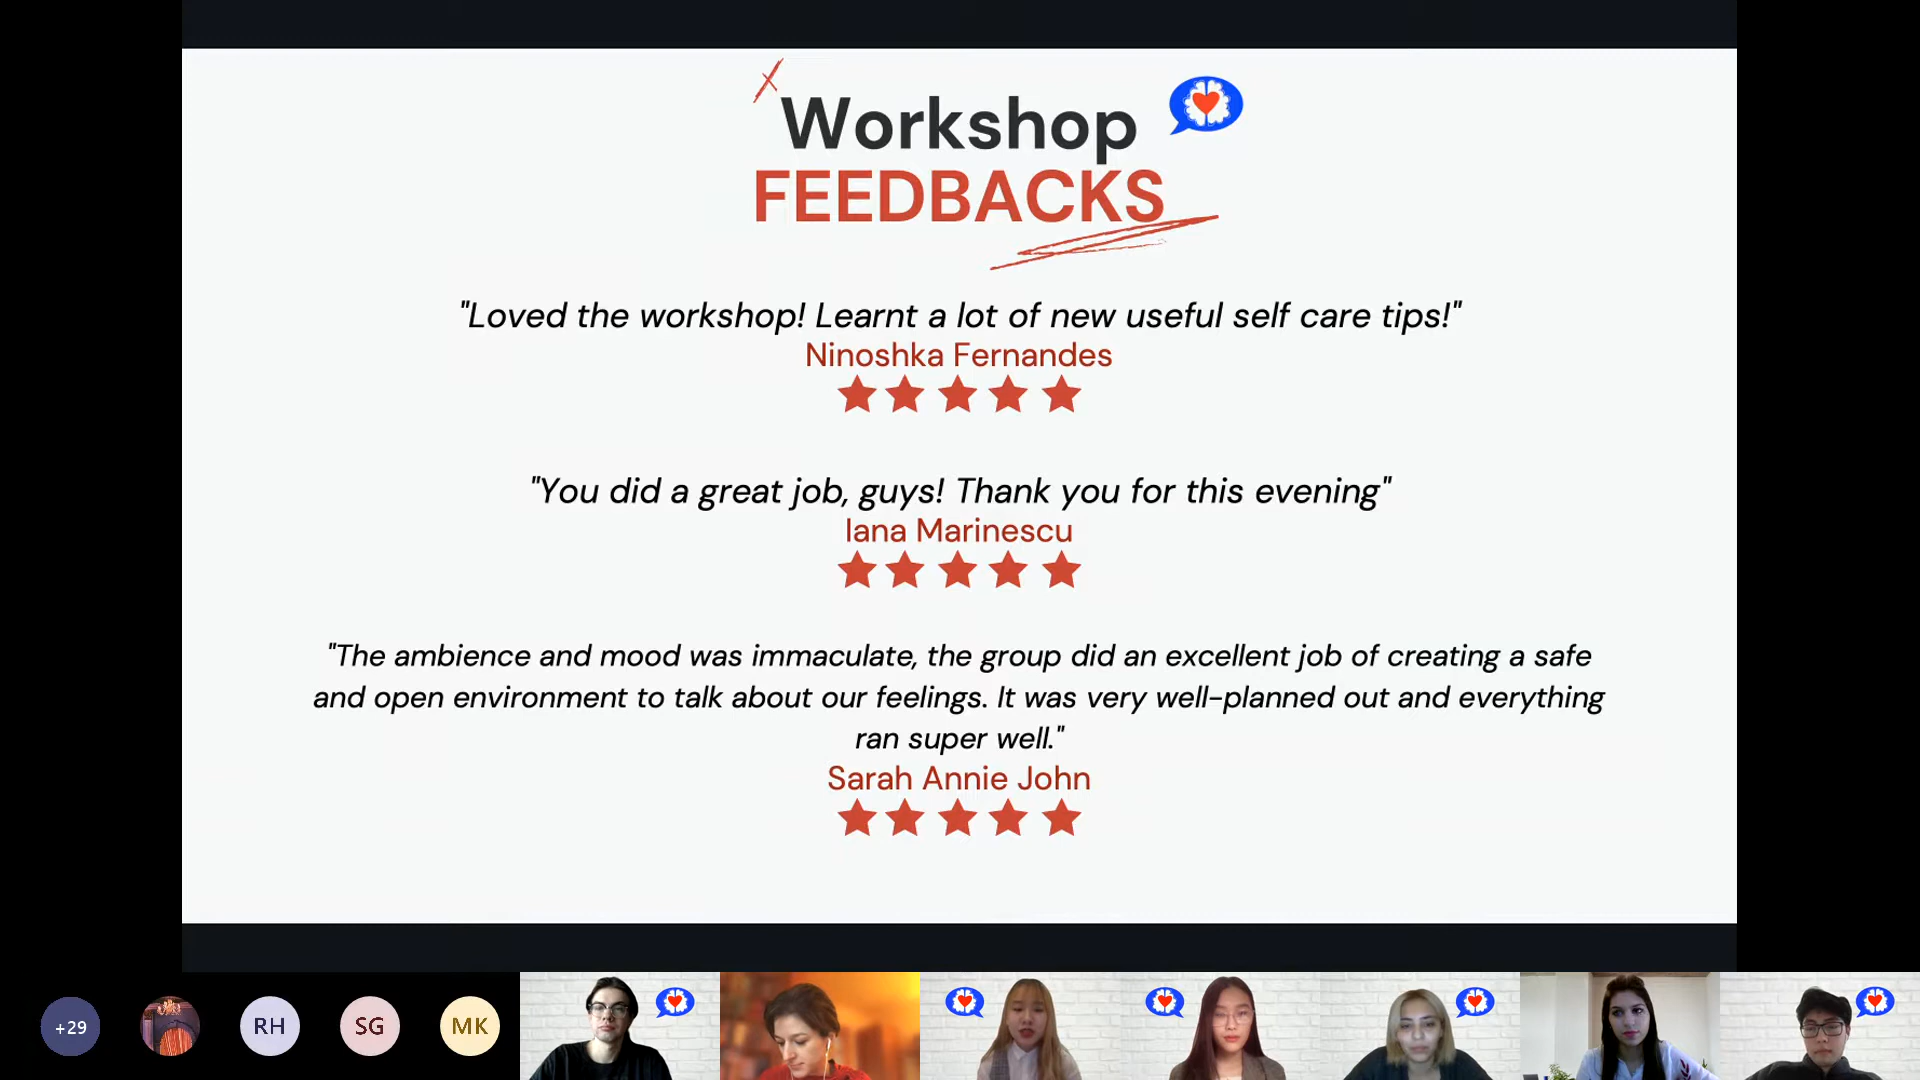 Workshop
FEEDBACKS
"Loved the workshop! Learnt a lot of new useful self care tips!"
Ninoshka Fernandes
"You did a great job, guys! Thank you for this evening"
Iana Marinescu
"The ambience and mood was immaculate, the group did an excellent job of creating a safe
and open environment to talk about our feelings. It was very well-planned out and everything
ran super well."
Sarah Annie John
+29
RH
SG
MK